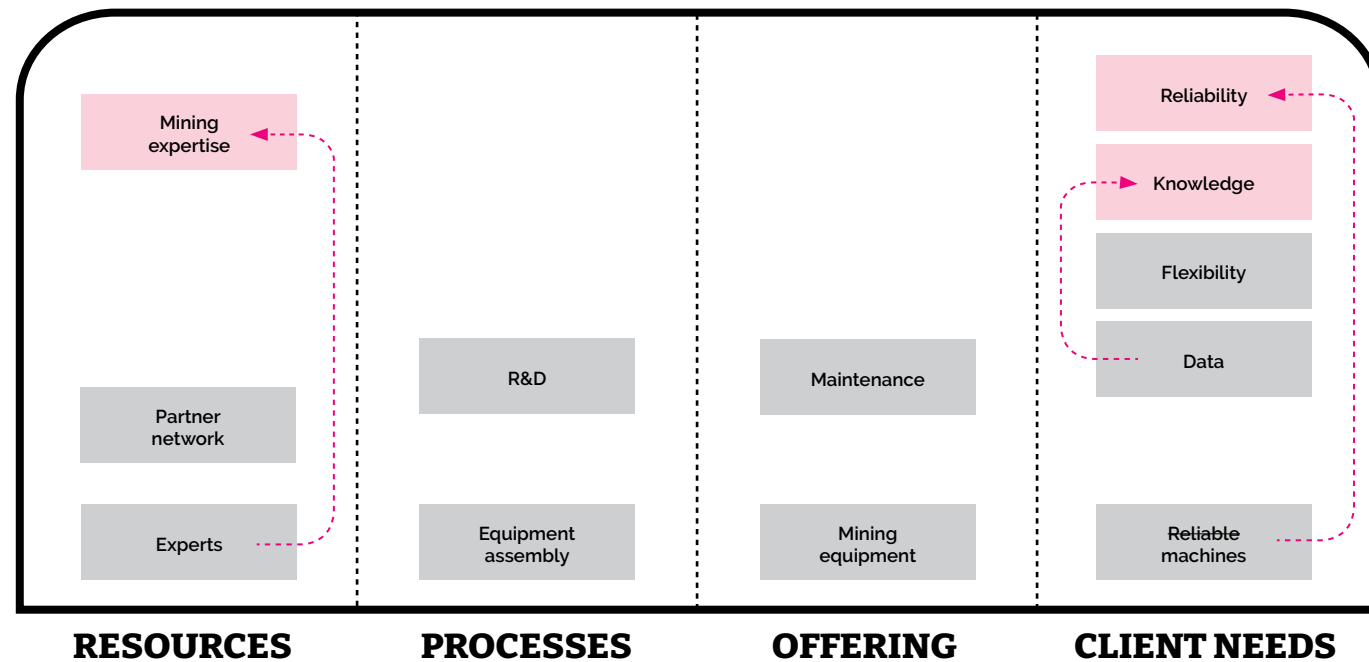 Mining
expertise
Partner
network
Experts
R&D
Equipment
assembly
Maintenance
Mining
equipment
Reliability
Knowledge
Flexibility
Data
Reliable
machines
RESOURCES
PROCESSES
OFFERING
CLIENT NEEDS